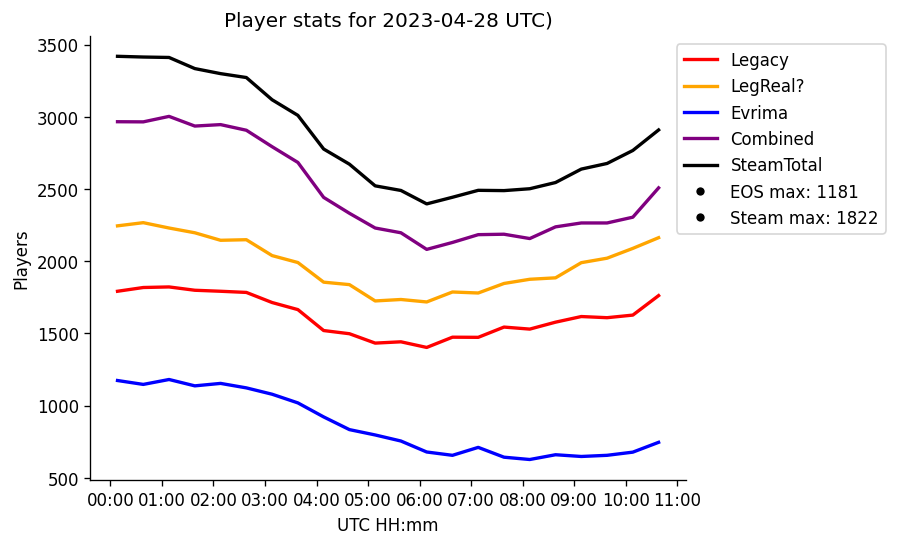 Player stats for 2023-04-28 UTC)
3500
3000
2500
2000
1500
1000
500
Players
00:00 01:00 02:00 03:00 04:00 05:00 06:00 07:00 08:00 09:00 10:00 11:00
UTC HH:mm
Legacy
LegReal?
Evrima
Combined
SteamTotal
EOS max: 1181
Steam max: 1822